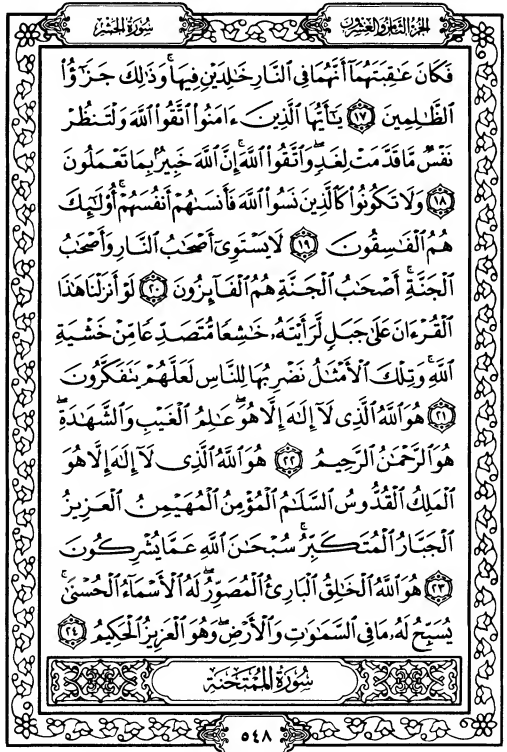 الجزء الثامن والعشرون
سورة الحشر
فَكَانَ عَٰقِبَتَهُمَآ أَنَّهُمَا فِى ٱلنَّارِ خَٰلِدَيْنِ فِيهَا ۚ وَذَٰلِكَ جَزَٰٓؤُا۟
ٱلظَّٰلِمِينَ ١٧ يَٰٓأَيُّهَا ٱلَّذِينَ ءَامَنُوا۟ ٱتَّقُوا۟ ٱللَّهَ وَلْتَنظُرْ
نَفْسٌ مَّا قَدَّمَتْ لِغَدٍ ۖ وَٱتَّقُوا۟ ٱللَّهَ ۚ إِنَّ ٱللَّهَ خَبِيرٌۢ بِمَا تَعْمَلُونَ
١٨ وَلَا تَكُونُوا۟ كَٱلَّذِينَ نَسُوا۟ ٱللَّهَ فَأَنسَىٰهُمْ أَنفُسَهُمْ ۚ أُو۟لَٰٓئِكَ
هُمُ ٱلْفَٰسِقُونَ ١٩ لَا يَسْتَوِىٓ أَصْحَٰبُ ٱلنَّارِ وَأَصْحَٰبُ
ٱلْجَنَّةِ ۚ أَصْحَٰبُ ٱلْجَنَّةِ هُمُ ٱلْفَآئِزُونَ ٢٠ لَوْ أَنزَلْنَا هَٰذَا
ٱلْقُرْءَانَ عَلَىٰ جَبَلٍ لَّرَأَيْتَهُۥ خَٰشِعًا مُّتَصَدِّعًا مِّنْ خَشْيَةِ
ٱللَّهِ ۚ وَتِلْكَ ٱلْأَمْثَٰلُ نَضْرِبُهَا لِلنَّاسِ لَعَلَّهُمْ يَتَفَكَّرُونَ
٢١ هُوَ ٱللَّهُ ٱلَّذِى لَآ إِلَٰهَ إِلَّا هُوَ ۖ عَٰلِمُ ٱلْغَيْبِ وَٱلشَّهَٰدَةِ ۖ
هُوَ ٱلرَّحْمَٰنُ ٱلرَّحِيمُ ٢٢ هُوَ ٱللَّهُ ٱلَّذِى لَآ إِلَٰهَ إِلَّا هُوَ
ٱلْمَلِكُ ٱلْقُدُّوسُ ٱلسَّلَٰمُ ٱلْمُؤْمِنُ ٱلْمُهَيْمِنُ ٱلْعَزِيزُ
ٱلْجَبَّارُ ٱلْمُتَكَبِّرُ ۚ سُبْحَٰنَ ٱللَّهِ عَمَّا يُشْرِكُونَ
٢٣ هُوَ ٱللَّهُ ٱلْخَٰلِقُ ٱلْبَارِئُ ٱلْمُصَوِّرُ ۖ لَهُ ٱلْأَسْمَآءُ ٱلْحُسْنَىٰ ۚ
يُسَبِّحُ لَهُۥ مَا فِى ٱلسَّمَٰوَٰتِ وَٱلْأَرْضِ ۖ وَهُوَ ٱلْعَزِيزُ ٱلْحَكِيمُ ٢٤
سُورَةُ المُمْتَحنَة
٥٤٨